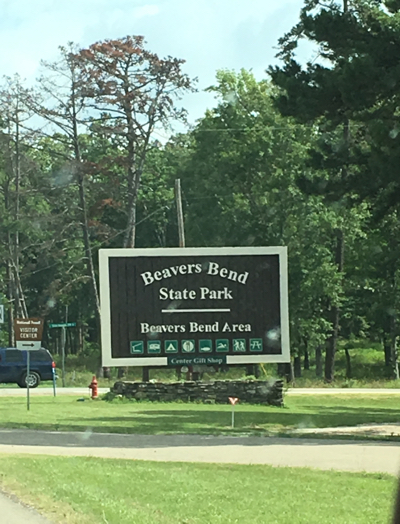 Beavers Bend
State Park
Beavers Bend Area
Center Gift Shop
VISITOR
CENTER